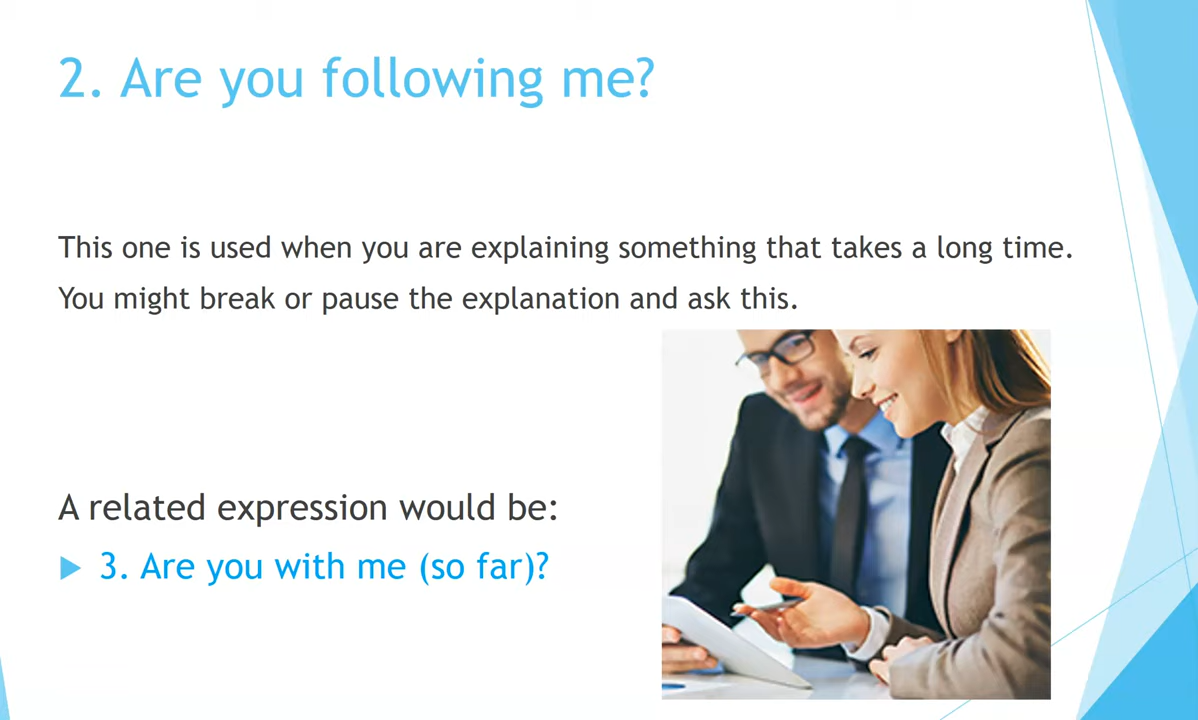 2. Are you following me?
This one is used when you are explaining something that takes a long time.
You might break or pause the explanation and ask this.
A related expression would be:
3. Are you with me (so far)?